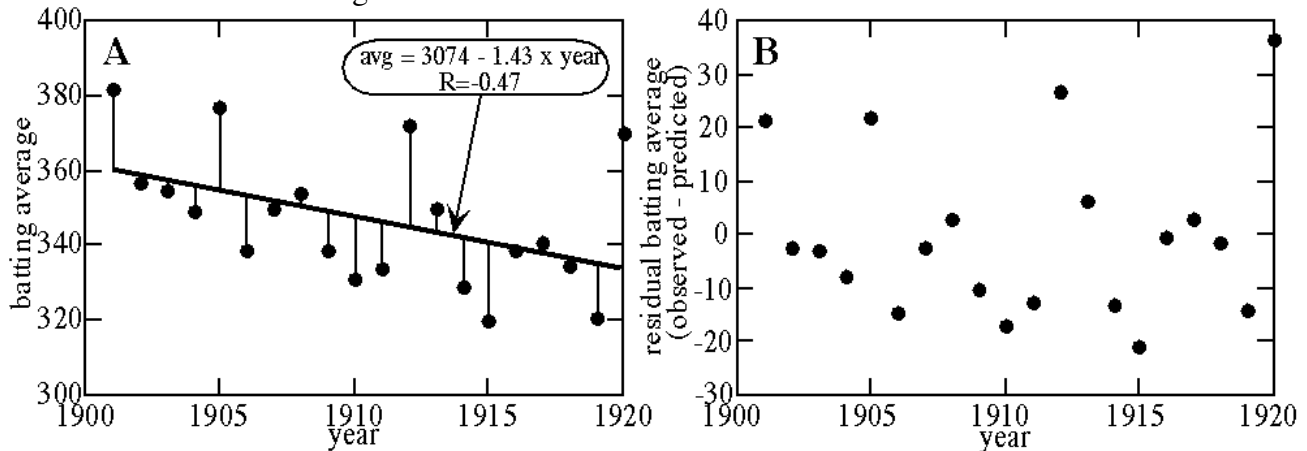 A
avg = 3074 - 1.43 x year
R=-0.47
batting average
400
380
360
340
320
300
1900
1905
1910
1915
1920
year
B
residual batting average
(observed - predicted)
40
30
20
10
0
-10
-20
-30
1900
1905
1910
1915
1920
year